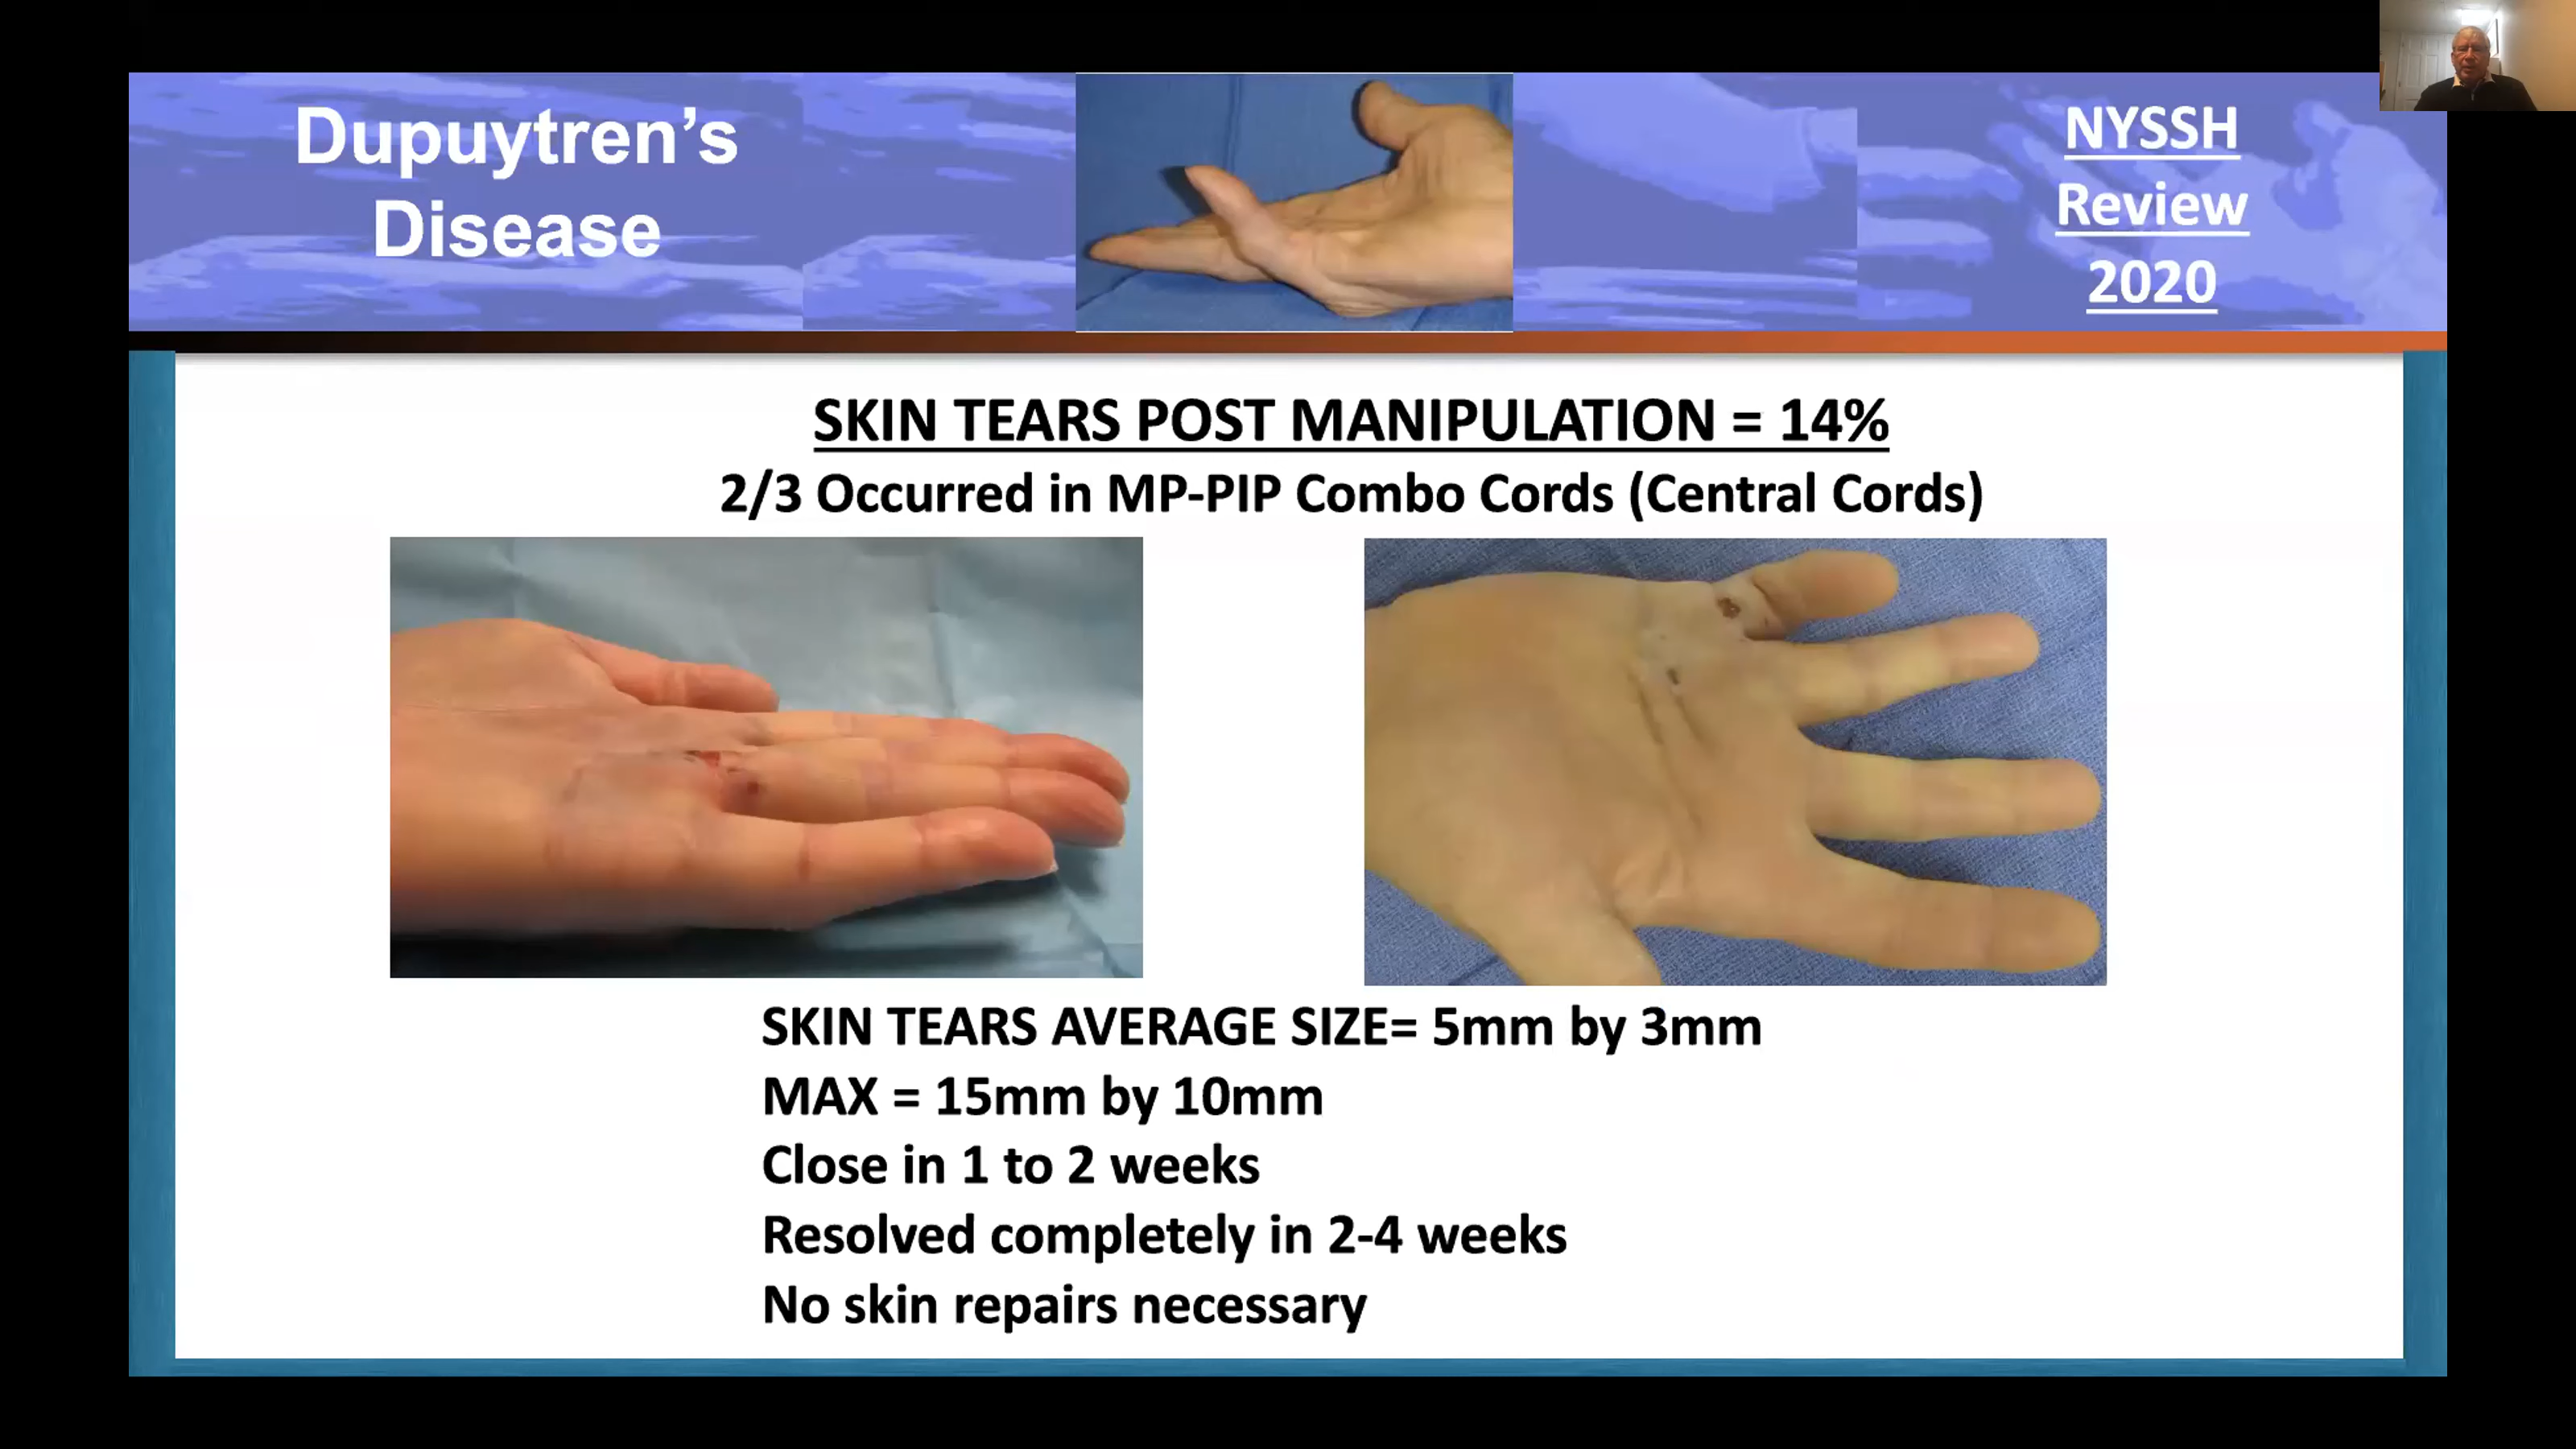 Dupuytren’s
Disease
NYSSH
Review
2020
SKIN TEARS POST MANIPULATION = 14%
2/3 Occurred in MP-PIP Combo Cords (Central Cords)
SKIN TEARS AVERAGE SIZE= 5mm by 3mm
MAX = 15mm by 10mm
Close in 1 to 2 weeks
Resolved completely in 2-4 weeks
No skin repairs necessary